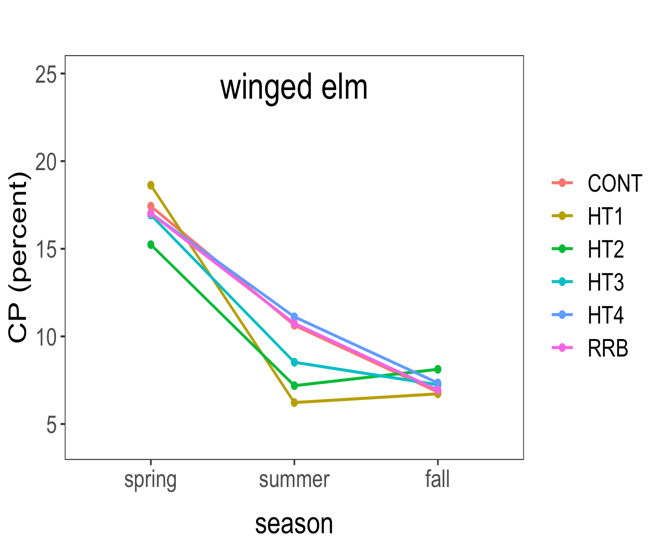 winged elm
25
20
15
10
5
CP (percent)
spring summer fall
season
CONT
HT1
HT2
HT3
HT4
RRB